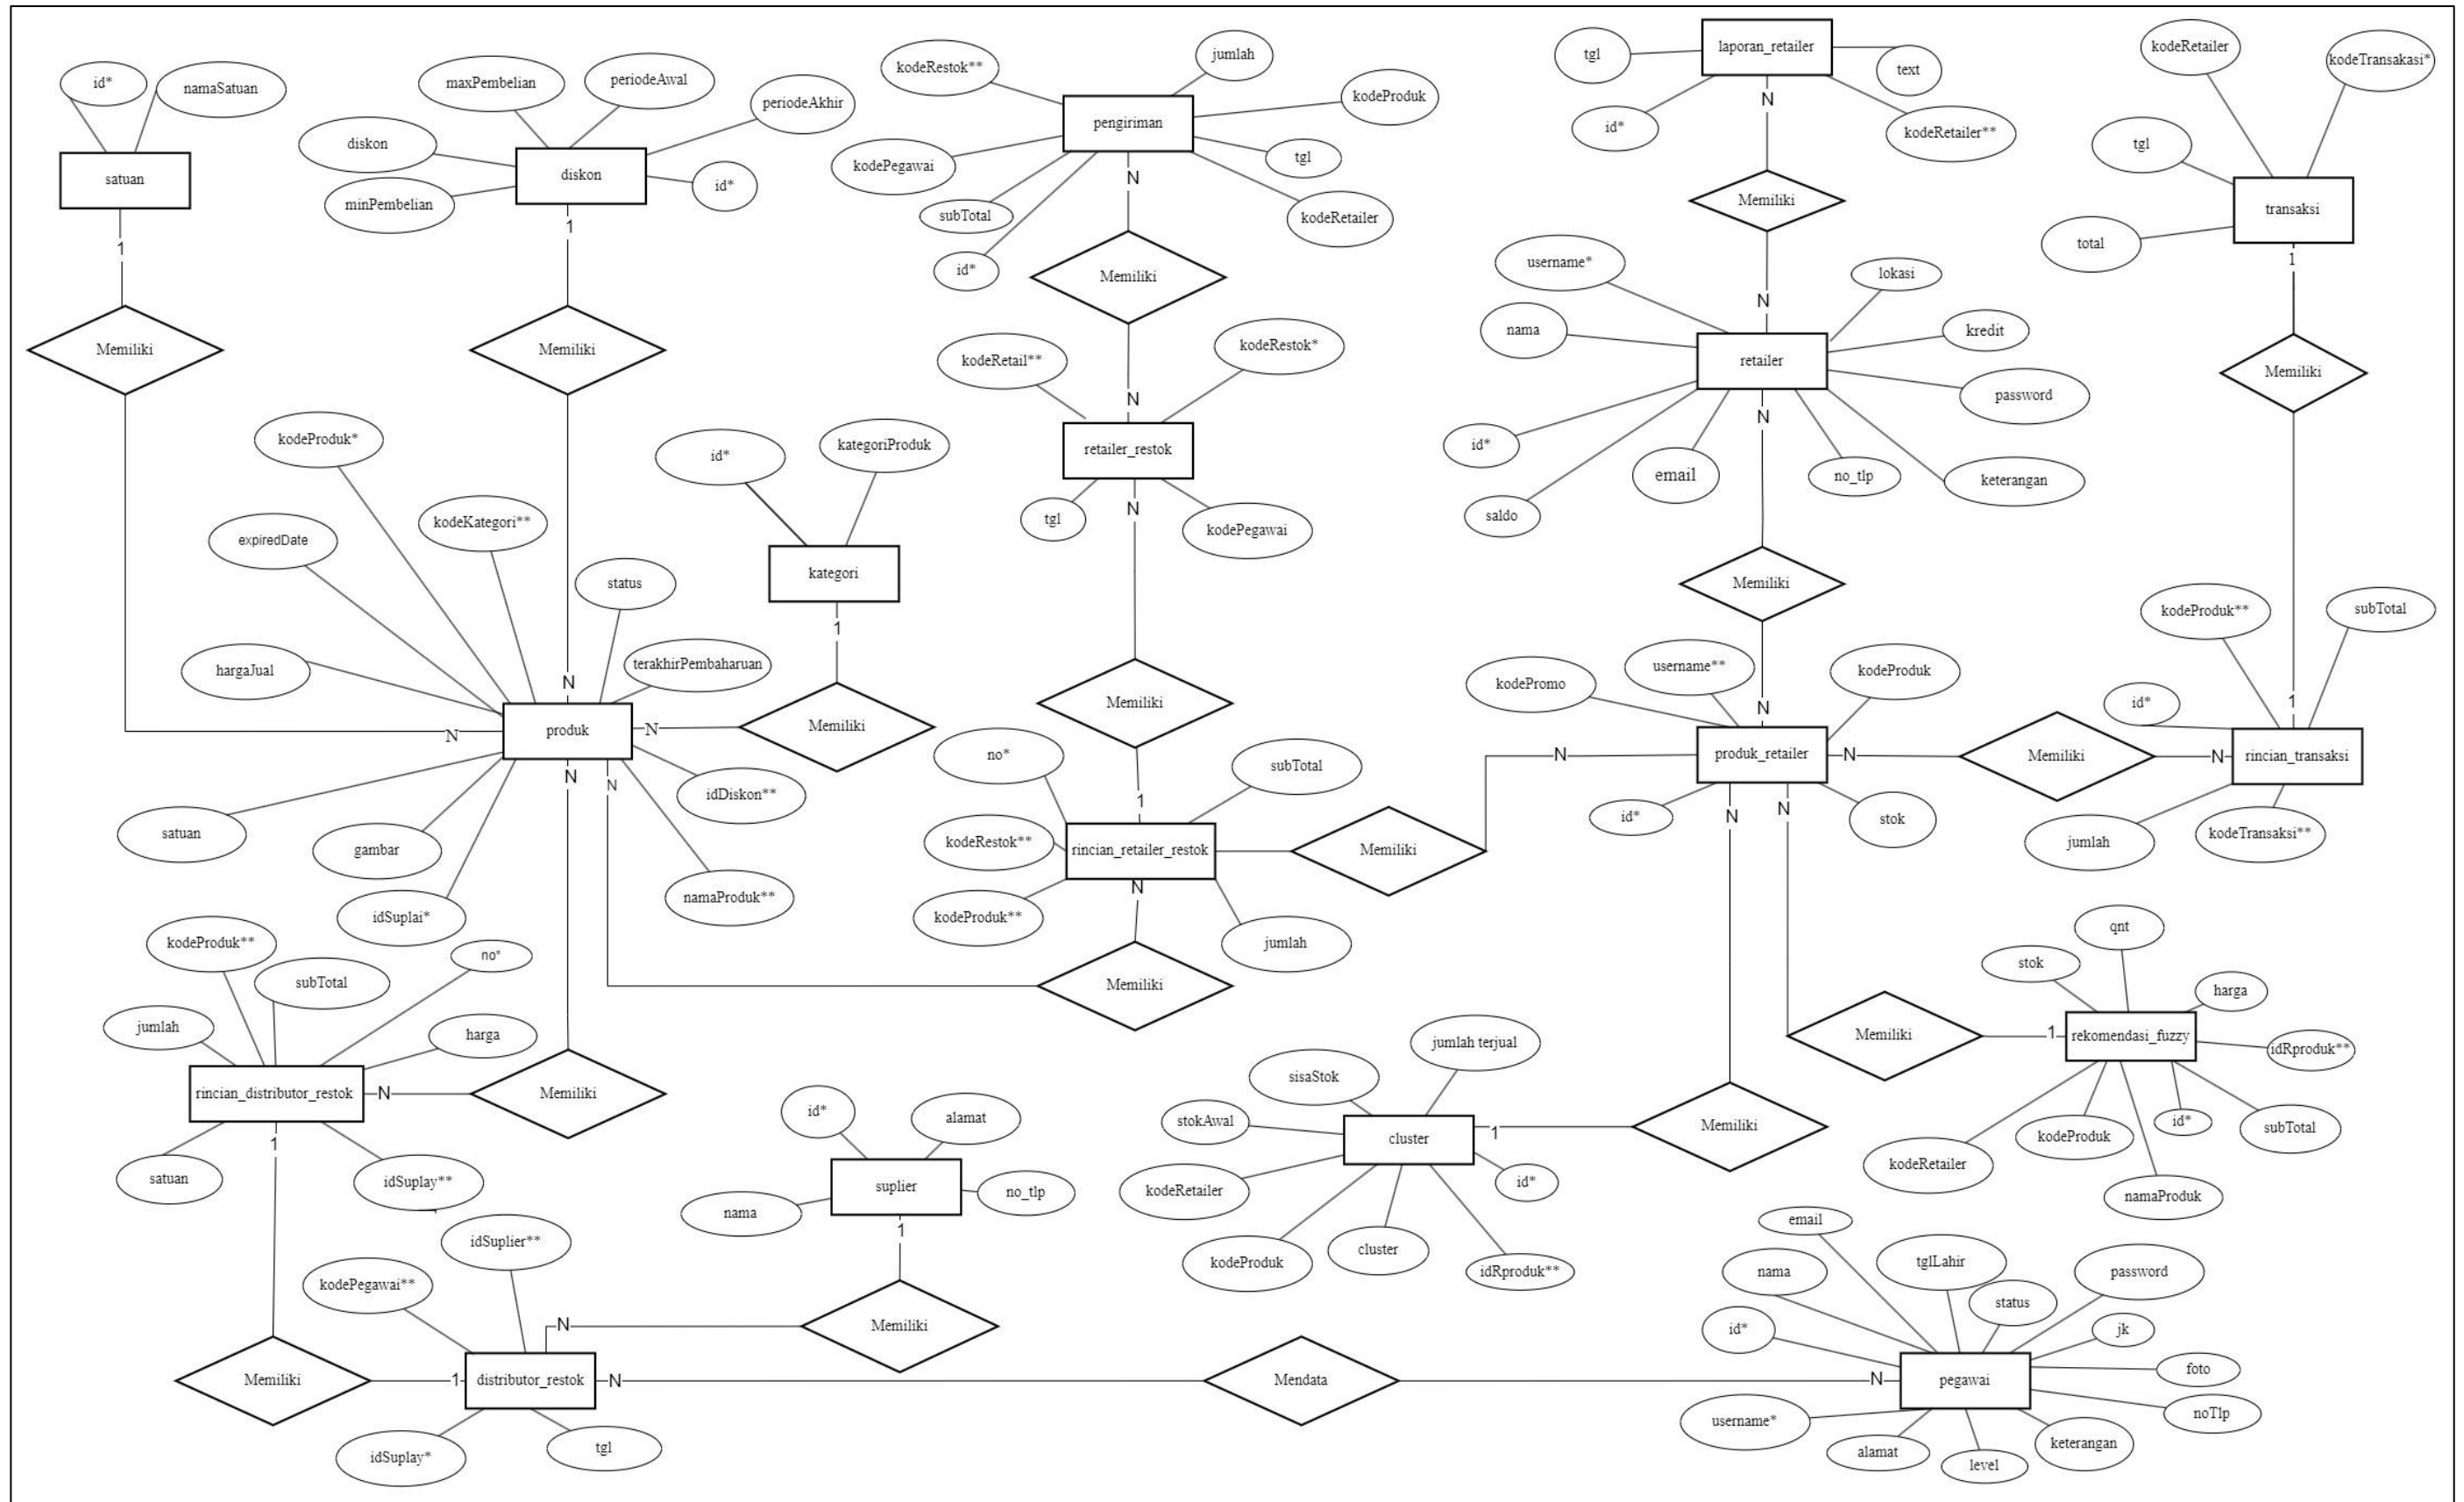 id*
namaSatuan
satuan
1
Memiliki
maxPembelian
periodeAwal
periodeAkhir
diskon
minPembelian
diskon
id*
1
Memiliki
N
kodeRestok**
jumlah
kodeProduk
pengiriman
kodePegawai
tgl
subTotal
kodeRetailer
id*
N
Memiliki
N
kodeRetail**
kodeRestok*
retailer_restok
tgl
kodePegawai
N
Memiliki
1
tgl
laporan_retailer
text
id*
kodeRetailer**
N
Memiliki
N
username*
lokasi
nama
kredit
retailer
password
id*
email
no_tlp
keterangan
saldo
N
Memiliki
N
kodeRetailer
kodeTransakasi*
tgl
transaksi
total
1
Memiliki
1
kodeProduk*
kodeKategori**
expiredDate
status
hargaJual
terakhirPembaharuan
N
produk
N
Memiliki
id*
kategoriProduk
kategori
1
N
N
satuan
gambar
idSuplai*
namaProduk**
idDiskon**
no*
subTotal
kodeRestok**
rincian_retailer_restok
kodeProduk**
jumlah
N
Memiliki
Memiliki
N
kodePromo
username**
kodeProduk
produk_retailer
id*
stok
N
Memiliki
N
kodeProduk**
subTotal
id*
rincian_transaksi
jumlah
kodeTransaksi**
N
N
kodeProduk**
subTotal
no*
jumlah
harga
rincian_distributor_restok
N
Memiliki
satuan
idSuplay**
1
id*
alamat
suplier
nama
no_tlp
1
Memiliki
N
jumlah terjual
sisaStok
stokAwal
cluster
1
Memiliki
kodeRetailer
id*
kodeProduk
cluster
idRproduk**
qnt
stok
harga
Memiliki
1
rekomendasi_fuzzy
idRproduk**
kodeRetailer
kodeProduk
id*
subTotal
namaProduk
idSuplier**
kodePegawai**
Memiliki
1
distributor_restok
N
Mendata
N
idSuplay*
tgl
email
tglLahir
nama
status
password
id*
jk
pegawai
foto
username*
noTlp
alamat
level
keterangan